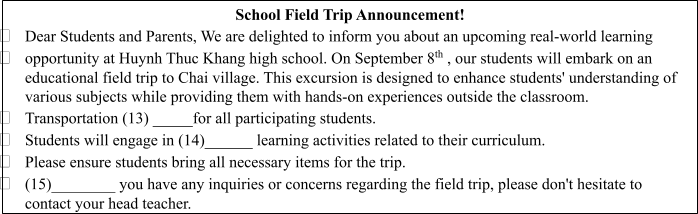 School Field Trip Announcement!
Dear Students and Parents, We are delighted to inform you about an upcoming real-world learning
opportunity at Huynh Thuc Khang high school. On September 8th , our students will embark on an
educational field trip to Chai village. This excursion is designed to enhance students' understanding of
various subjects while providing them with hands-on experiences outside the classroom.
Transportation (13) _____for all participating students.
Students will engage in (14)______ learning activities related to their curriculum.
Please ensure students bring all necessary items for the trip.
(15)________ you have any inquiries or concerns regarding the field trip, please don't hesitate to
contact your head teacher.